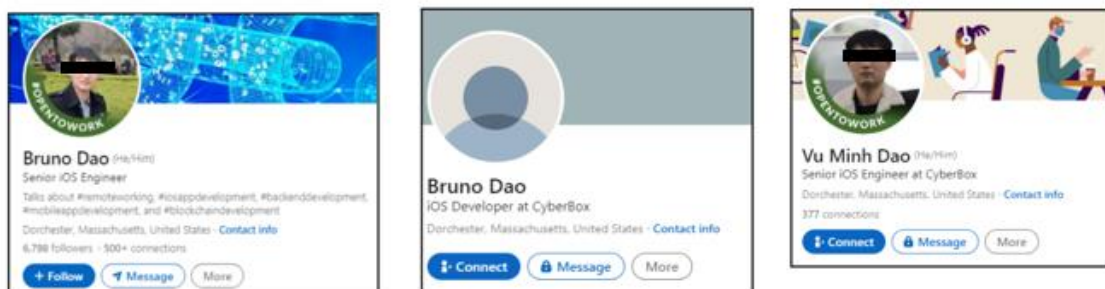 #OPENTOWORK
Bruno Dao (He/Him)
Senior iOS Engineer
Talks about #remoteworking, #iosappdevelopment, #backenddevelopment,
#mobileappdevelopment, and #blockchaindevelopment
Dorchester, Massachusetts, United States · Contact info
6,798 followers · 500+ connections
+ Follow
Message
More
Bruno Dao
iOS Developer at CyberBox
Dorchester, Massachusetts, United States · Contact info
Connect
Message
More
#OPENTOWORK
Vu Minh Dao (He/Him)
Senior iOS Engineer at CyberBox
Dorchester, Massachusetts, United States · Contact info
377 connections
Connect
Message
More